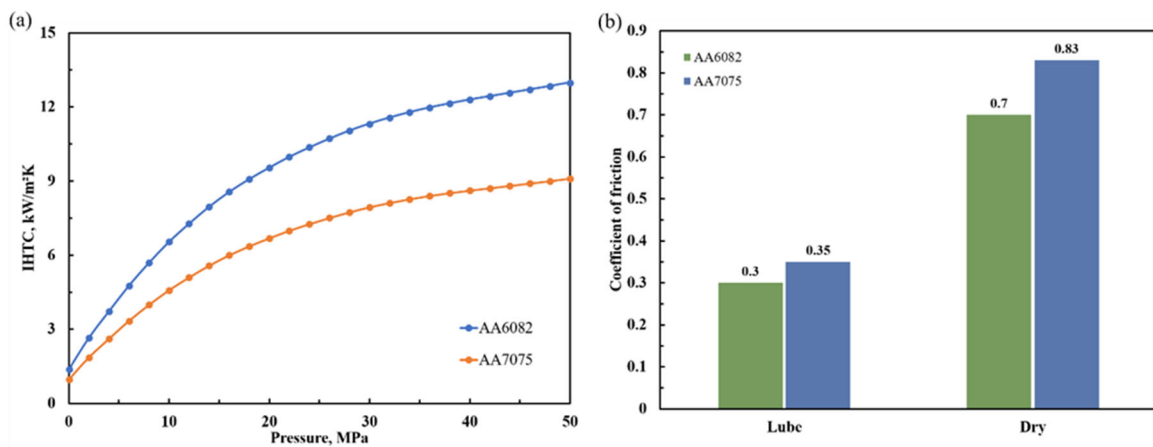 (a)
15
12
9
6
3
0
IHTC, kW/m²K
0 10 20 30 40 50
Pressure, MPa
AA6082
AA7075
(b)
0.9
0.8
0.7
0.6
0.5
0.4
0.3
0.2
0.1
0
Coefficient of friction
AA6082
AA7075
0.3
0.35
0.7
0.83
Lube Dry